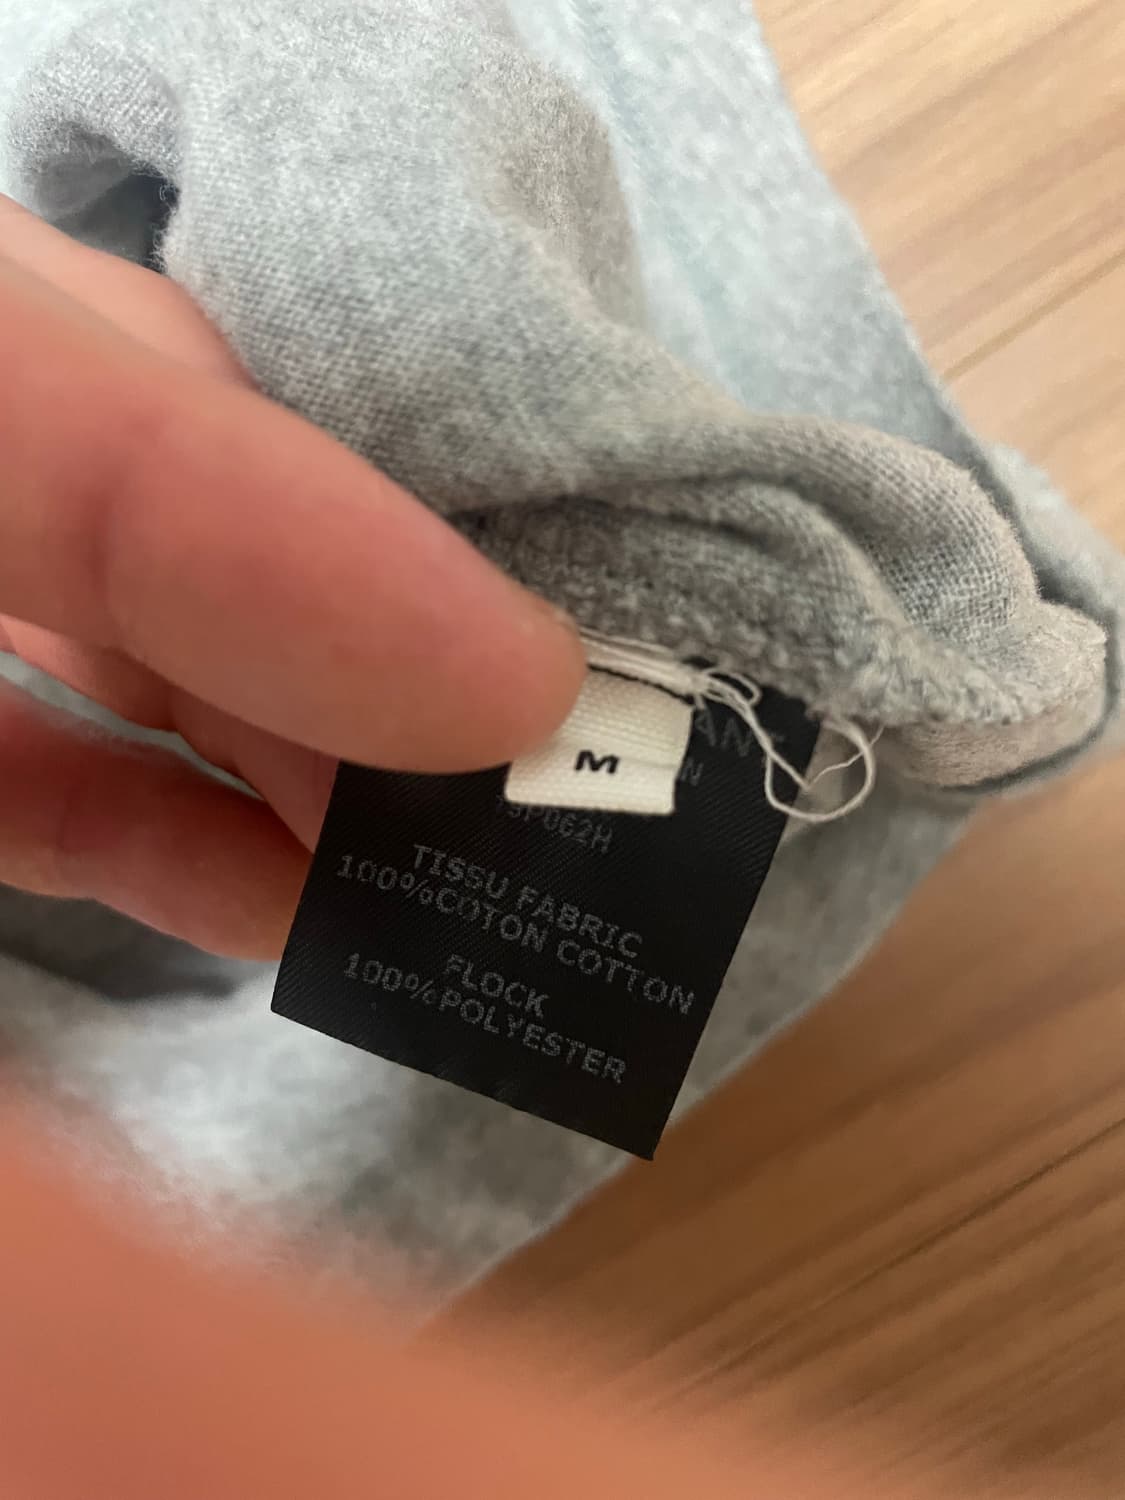 M
TISSU FABRIC
100%COTON COTTON
FLOCK
100%POLYESTER